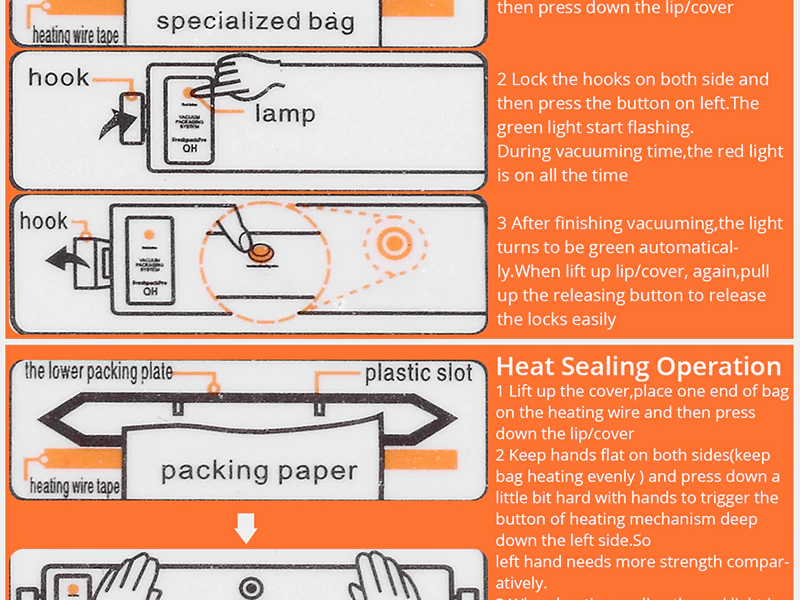 then press down the lip/cover
specialized bag
heating wire tape
hook
lamp
VACUUM
PACKAGING
SYSTEM
FreshpackPro
QH
2 Lock the hooks on both side and
then press the button on left.The
green light start flashing.
During vacuuming time,the red light
is on all the time
hook
VACUUM
PACKAGING
SYSTEM
FreshpackPro
QH
3 After finishing vacuuming,the light
turns to be green automatical-
ly.When lift up lip/cover, again,pull
up the releasing button to release
the locks easily
the lower packing plate
plastic slot
packing paper
heating wire tape
Heat Sealing Operation
1 Lift up the cover,place one end of bag
on the heating wire and then press
down the lip/cover
2 Keep hands flat on both sides(keep
bag heating evenly ) and press down a
little bit hard with hands to trigger the
button of heating mechanism deep
down the left side.So
left hand needs more strength compar-
atively.